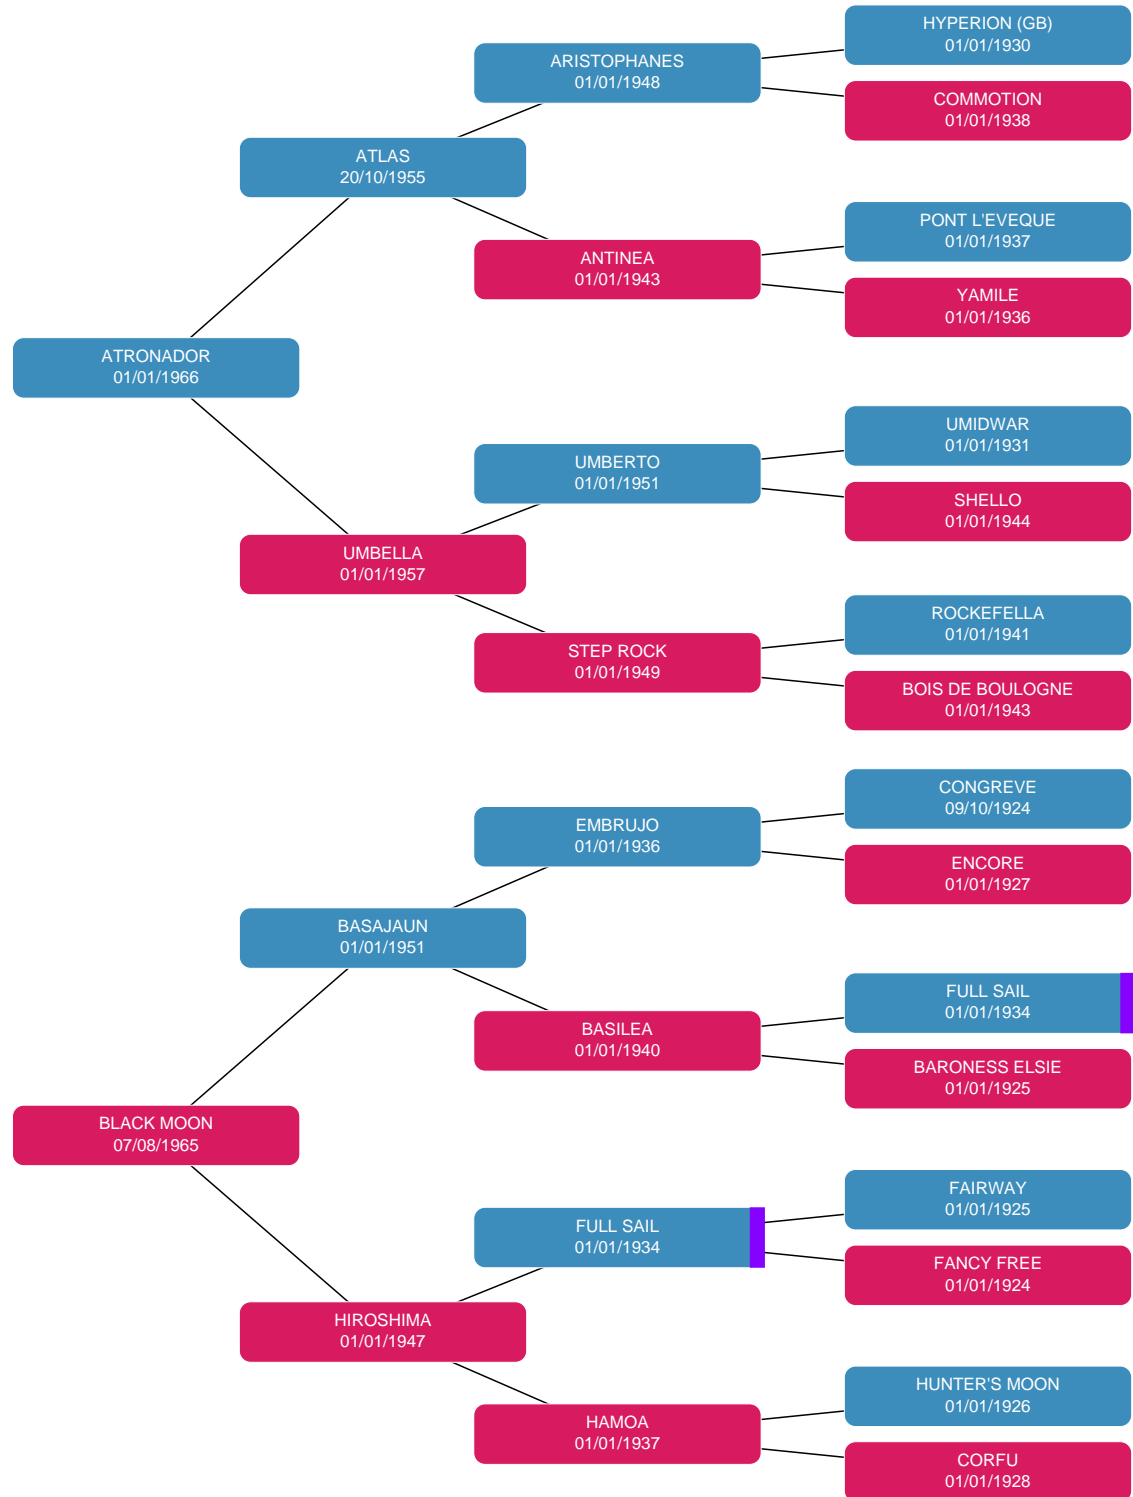 HYPERION (GB)
01/01/1930
ARISTOPHANES
01/01/1948
COMMOTION
01/01/1938
ATLAS
20/10/1955
PONT L'EVEQUE
01/01/1937
ANTINEA
01/01/1943
YAMILE
01/01/1936
ATRONADOR
01/01/1966
UMIDWAR
01/01/1931
UMBERTO
01/01/1951
SHELLO
01/01/1944
UMBELLA
01/01/1957
ROCKEFELLA
01/01/1941
STEP ROCK
01/01/1949
BOIS DE BOULOGNE
01/01/1943
CONGREVE
09/10/1924
EMBRUJO
01/01/1936
ENCORE
01/01/1927
BASAJAUN
01/01/1951
FULL SAIL
01/01/1934
BASILEA
01/01/1940
BARONESS ELSIE
01/01/1925
BLACK MOON
07/08/1965
FAIRWAY
01/01/1925
FULL SAIL
01/01/1934
FANCY FREE
01/01/1924
HIROSHIMA
01/01/1947
HUNTER'S MOON
01/01/1926
HAMOA
01/01/1937
CORFU
01/01/1928